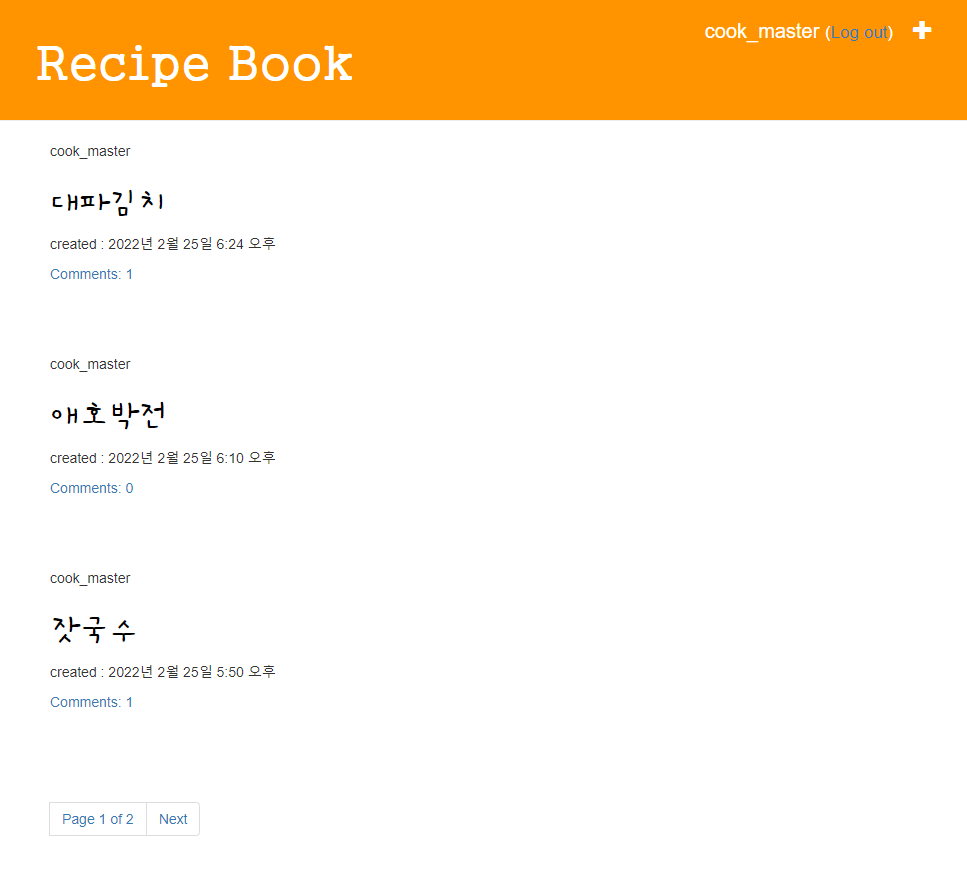 cook_master (Log out)
Recipe Book
cook_master
대파김치
created : 2022년 2월 25일 6:24 오후
Comments: 1
cook_master
애호박전
created : 2022년 2월 25일 6:10 오후
Comments: 0
cook_master
잣국수
created : 2022년 2월 25일 5:50 오후
Comments: 1
Page 1 of 2 Next